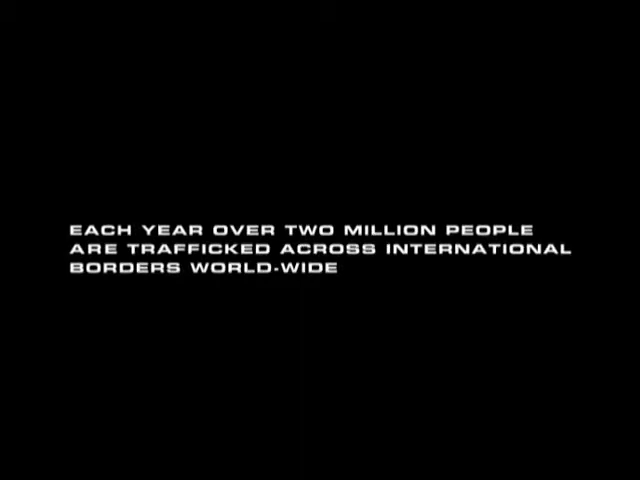 EACH YEAR OVER TWO MILLION PEOPLE
ARE TRAFFICKED ACROSS INTERNATIONAL
BORDERS WORLD-WIDE